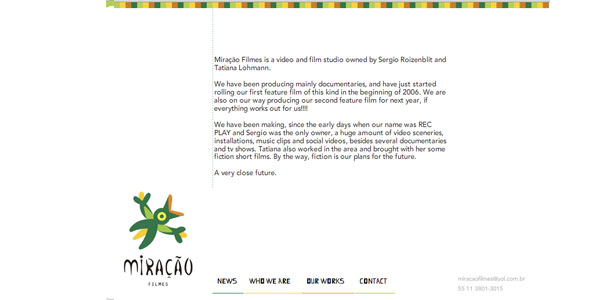 Miração Filmes is a video and film studio owned by Sergio Roizenblit and
Tatiana Lohmann.
We have been producing mainly documentaries, and have just started
rolling our first feature film of this kind in the beginning of 2006. We are
also on our way producing our second feature film for next year, if
everything works out for us!!!!
We have been making, since the early days when our name was REC
PLAY and Sergio was the only owner, a huge amount of video sceneries,
installations, music clips and social videos, besides several documentaries
and tv shows. Tatiana also worked in the area and brought with her some
fiction short films. By the way, fiction is our plans for the future.
A very close future.
MIRAÇÃO
FILMES
NEWS WHO WE ARE OUR WORKS CONTACT
miracaofilmes@uol.com.br
55 11 3801-3015